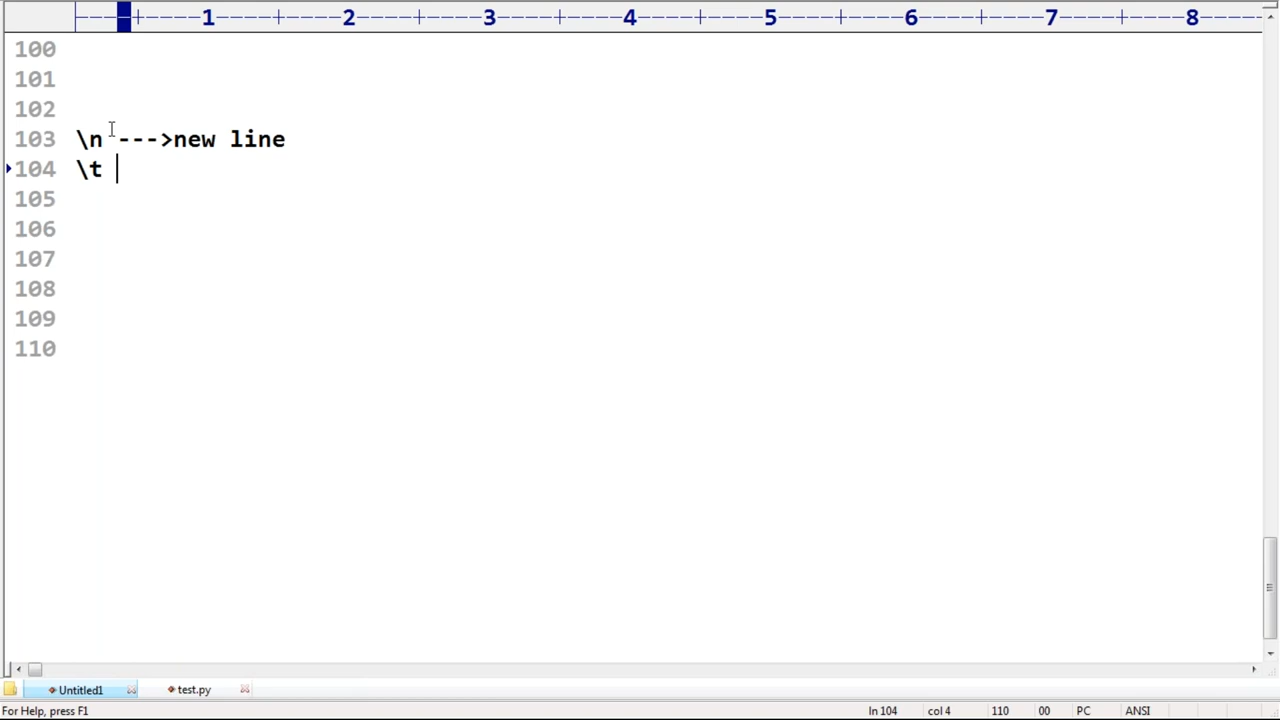 1 2 3 4 5 6 7 8
100
101
102
103 \n --->new line
104 \t
105
106
107
108
109
110
Untitled1 test.py
For Help, press F1 ln 104 col 4 110 00 PC ANSI